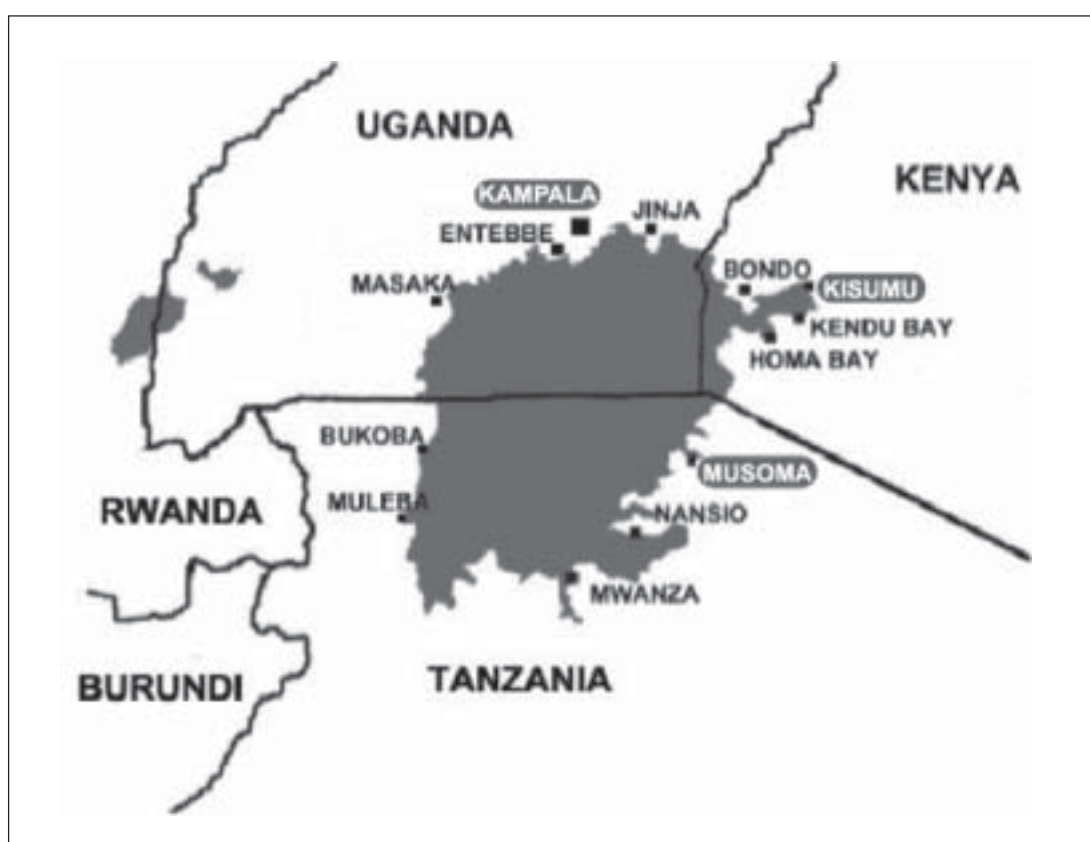 UGANDA
KENYA
KAMPALA
JINJA
ENTEBBE
BONDO
MASAKA
KISUMU
KENDU BAY
HOMA BAY
BUKOBA
MUSOMA
MULEBA
RWANDA
NANSIO
MWANZA
TANZANIA
BURUNDI